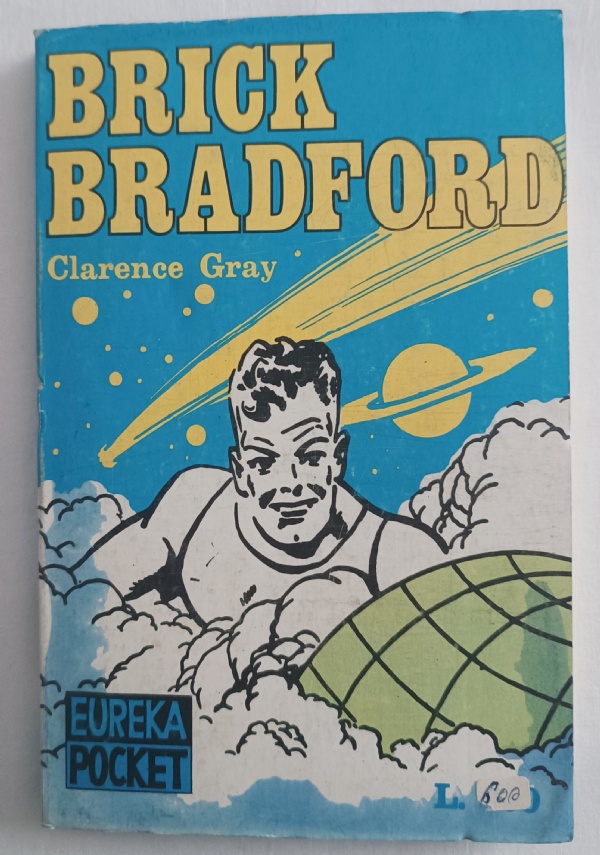 BRICK
BRADFORD
Clarence Gray
EUREKA
POCKET
L. 600